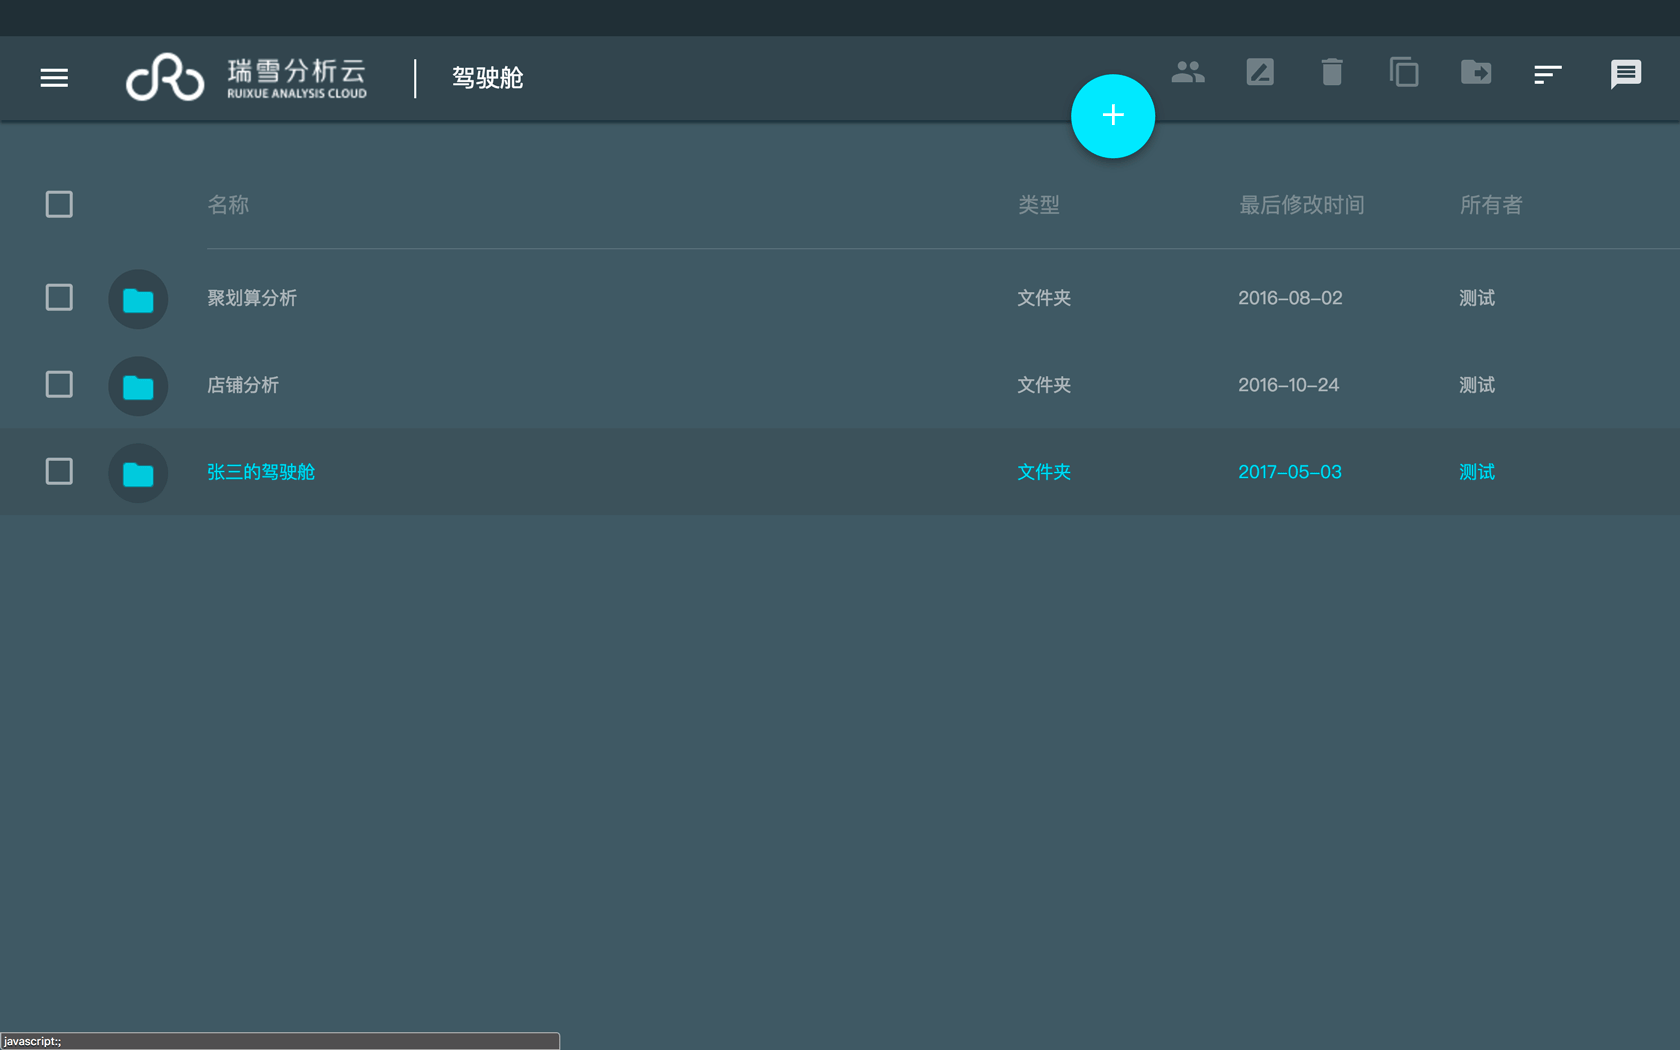 瑞雪分析云
RUIXUE ANALYSIS CLOUD
驾驶舱
名称 类型 最后修改时间 所有者
聚划算分析 文件夹 2016-08-02 测试
店铺分析 文件夹 2016-10-24 测试
张三的驾驶舱 文件夹 2017-05-03 测试
javascript:;